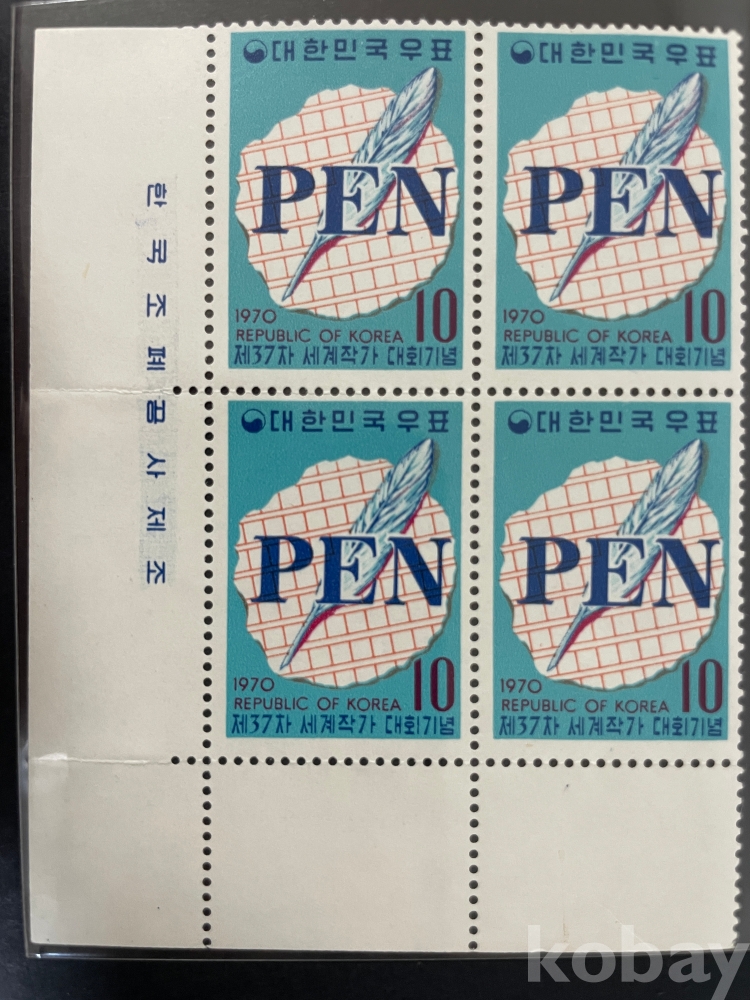 대한민국우표
PEN
1970
REPUBLIC OF KOREA
10
제37차 세계작가 대회기념
대한민국우표
PEN
1970
REPUBLIC OF KOREA
10
제37차 세계작가 대회기념
한국조폐공사제조
대한민국우표
PEN
1970
REPUBLIC OF KOREA
10
제37차 세계작가 대회기념
대한민국우표
PEN
1970
REPUBLIC OF KOREA
10
제37차 세계작가 대회기념
kobay